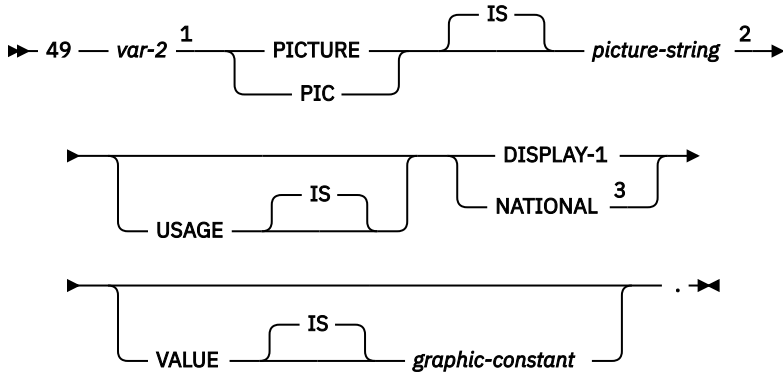 IS
49 var-2 1 PICTURE picture-string 2
PIC
DISPLAY-1
IS NATIONAL 3
USAGE
.
IS
VALUE graphic-constant